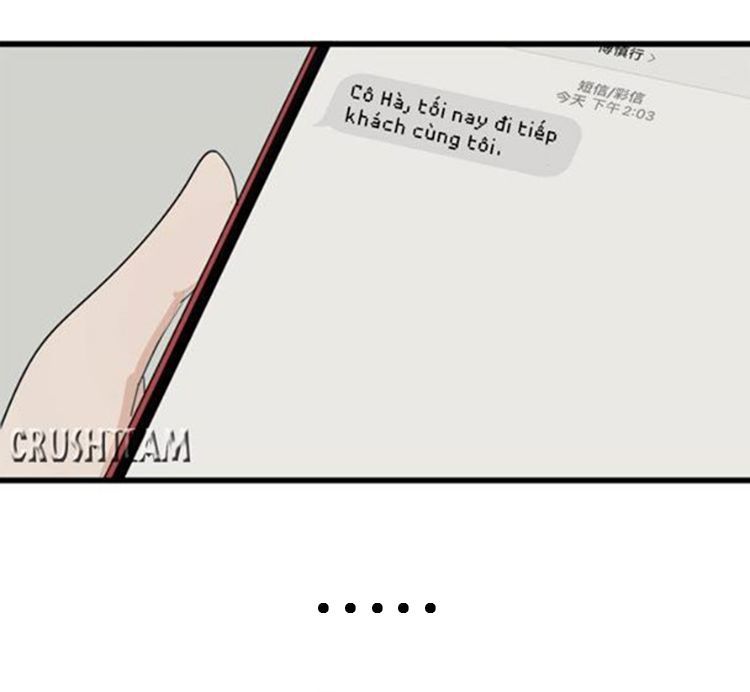 傅慎行 >
短信/彩信
今天 下午 2:03
Cô Hà, tối nay đi tiếp
khách cùng tôi.
CRUSHTEAM
.....